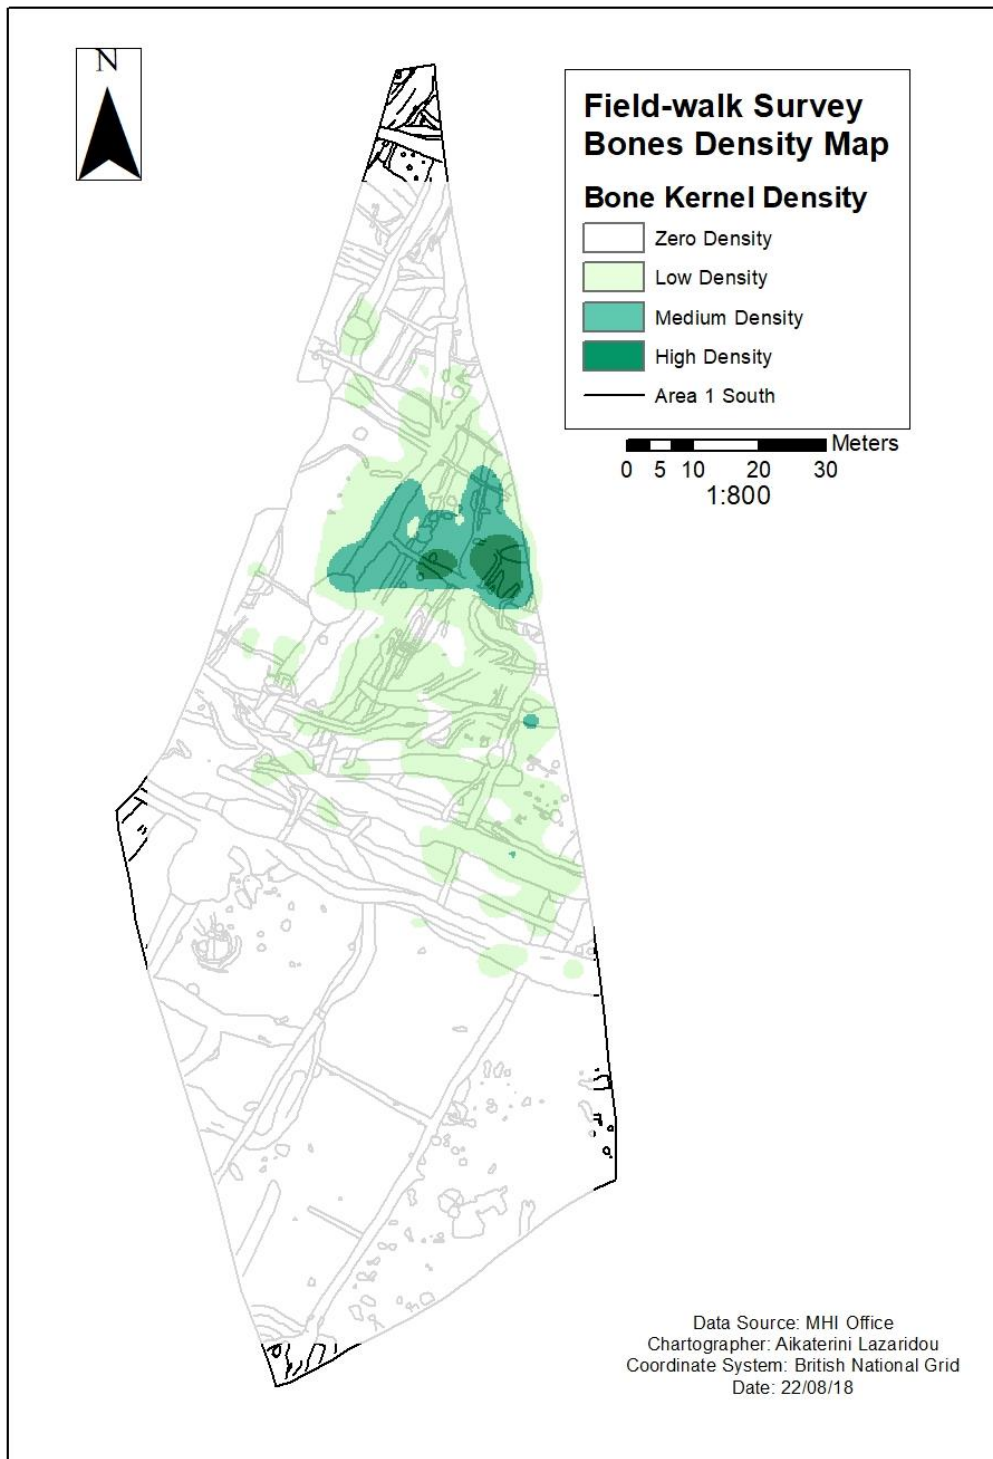 N
Field-walk Survey
Bones Density Map
Bone Kernel Density
Zero Density
Low Density
Medium Density
High Density
Area 1 South
Meters
0 5 10 20 30
1:800
Data Source: MHI Office
Chartographer: Aikaterini Lazaridou
Coordinate System: British National Grid
Date: 22/08/18